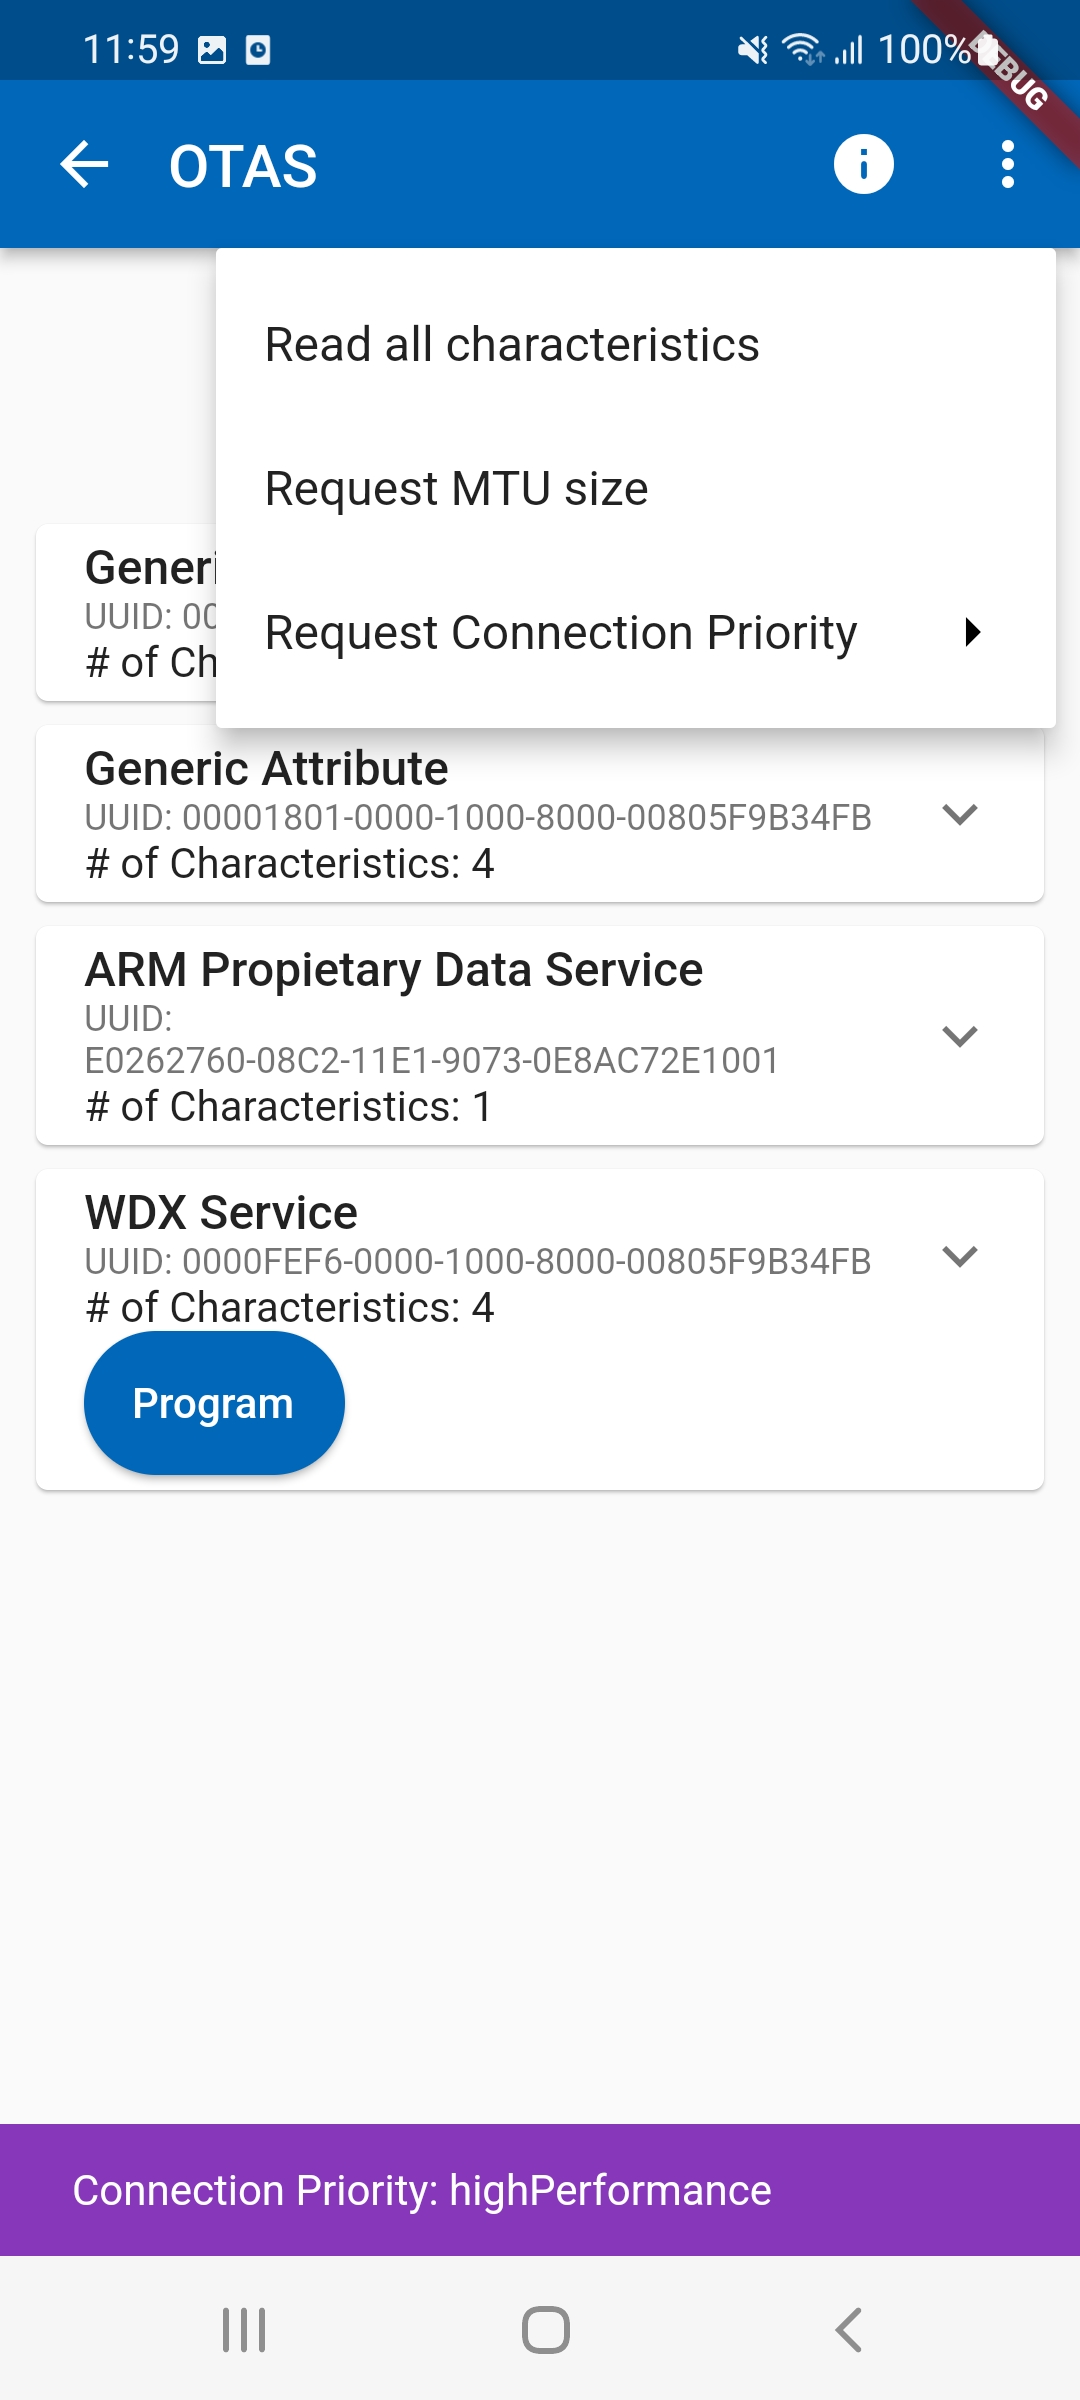 11:59
100%
DEBUG
OTAS
Read all characteristics
Request MTU size
Request Connection Priority
Generi
UUID: 00
# of Ch
Generic Attribute
UUID: 00001801-0000-1000-8000-00805F9B34FB
# of Characteristics: 4
ARM Propietary Data Service
UUID:
E0262760-08C2-11E1-9073-0E8AC72E1001
# of Characteristics: 1
WDX Service
UUID: 0000FEF6-0000-1000-8000-00805F9B34FB
# of Characteristics: 4
Program
Connection Priority: highPerformance